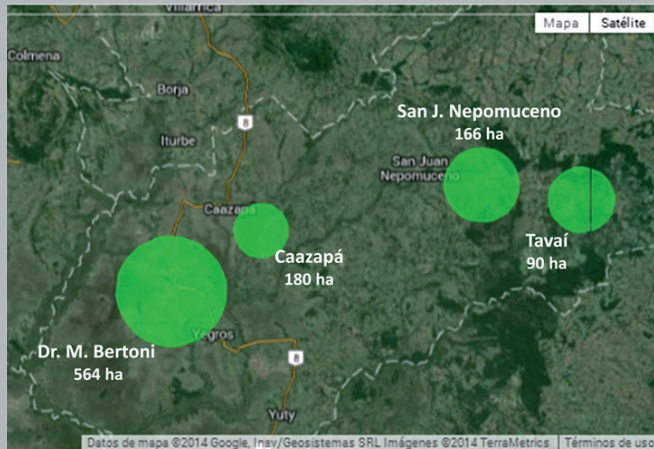 Villarrica
Mapa
Satélite
Colmena
Borja
8
Iturbe
San J. Nepomuceno
166 ha
San Juan
Nepomuceno
Caazapa
Caazapá
180 ha
Tavaí
90 ha
Yegros
Dr. M. Bertoni
564 ha
8
Yuty
Datos de mapa ©2014 Google, Inav/Geosistemas SRL Imágenes ©2014 TerraMetrics
Términos de uso